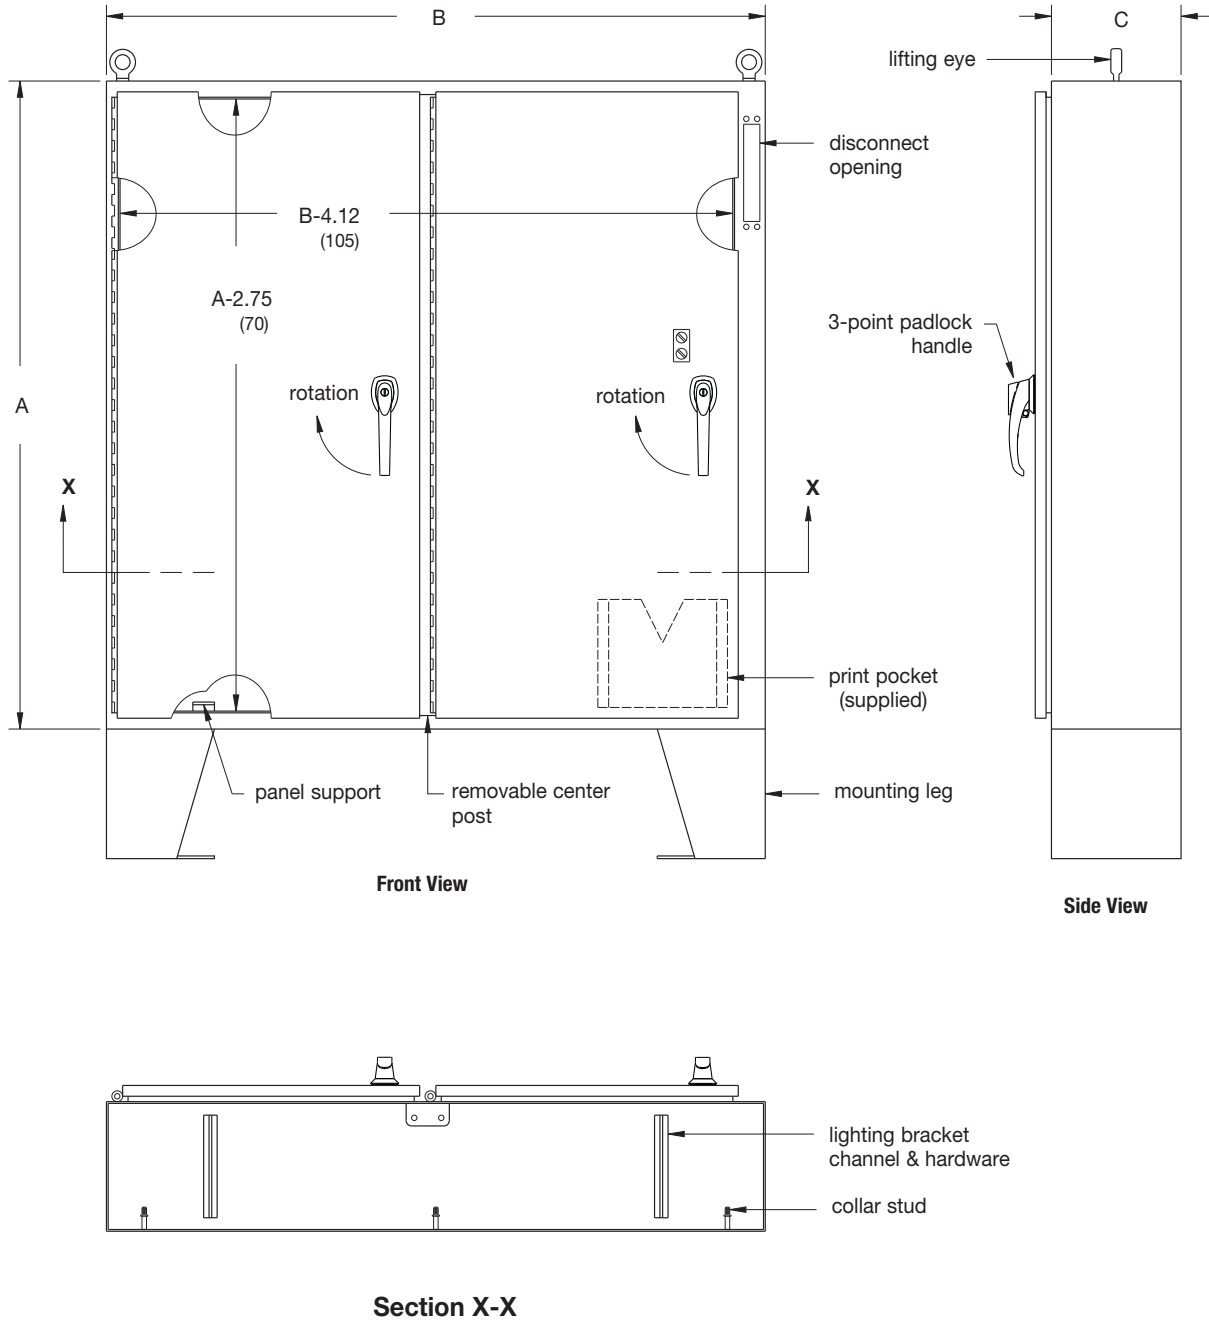 B
C
lifting eye
disconnect
opening
B-4.12
(105)
A-2.75
(70)
3-point padlock
handle
A
rotation
rotation
X
X
print pocket
(supplied)
panel support
removable center
post
mounting leg
Front View
Side View
lighting bracket
channel & hardware
collar stud
Section X-X